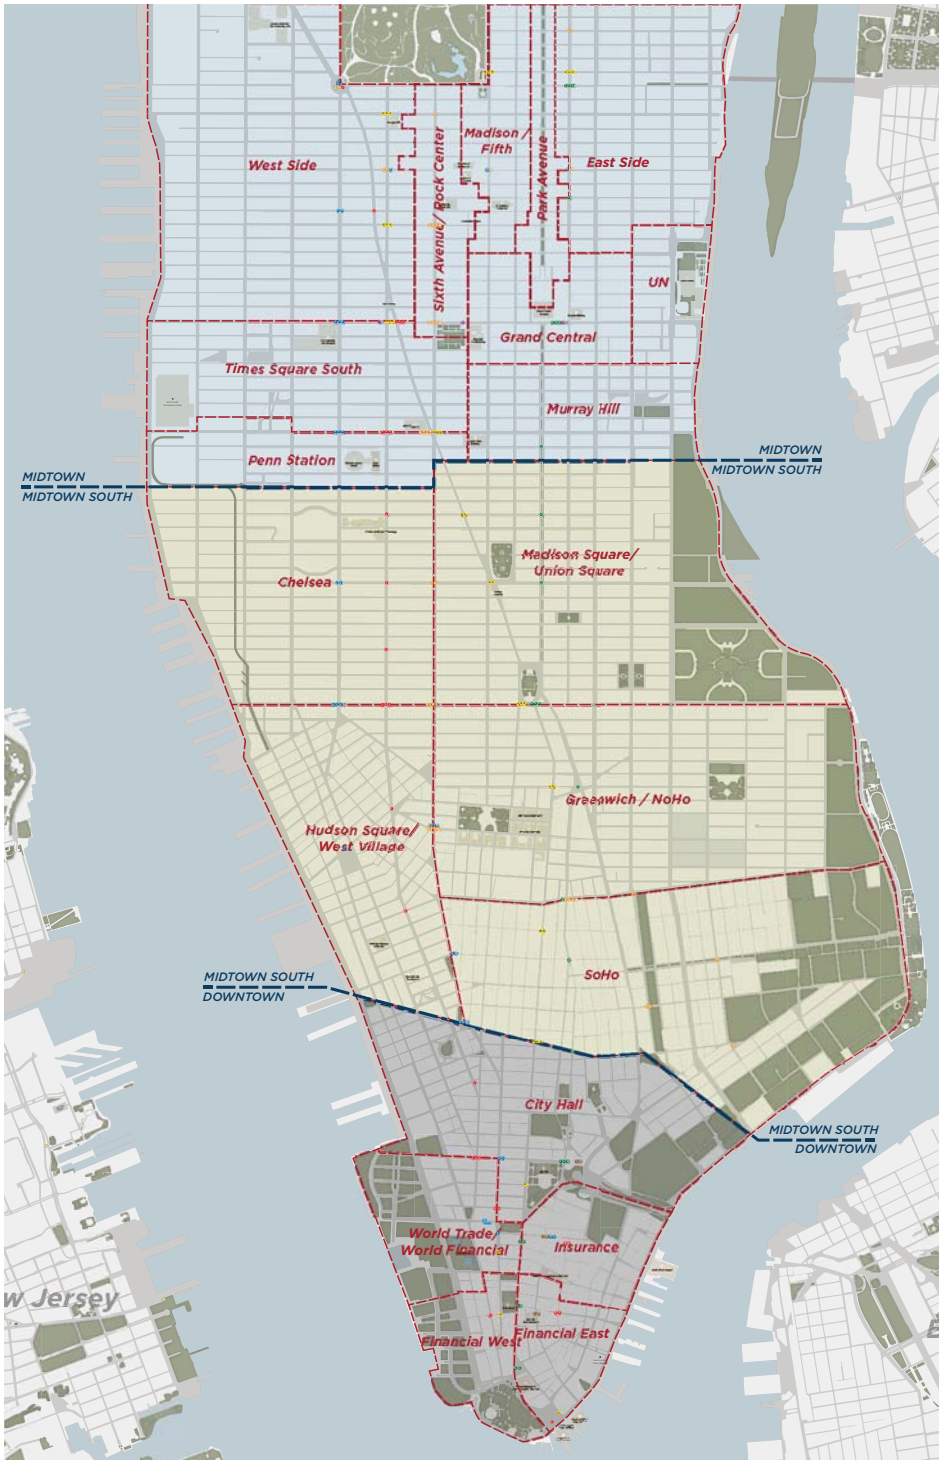 Madison /
Fifth
West Side
East Side
Sixth Avenue/ Rock Center
Park Avenue
UN
Grand Central
Times Square South
Murray Hill
Penn Station
MIDTOWN
MIDTOWN SOUTH
MIDTOWN
MIDTOWN SOUTH
Madison Square/
Union Square
Chelsea
Greenwich / NoHo
Hudson Square/
West Village
SoHo
MIDTOWN SOUTH
DOWNTOWN
City Hall
MIDTOWN SOUTH
DOWNTOWN
World Trade/
World Financial
Insurance
w Jersey
Financial West
Financial East